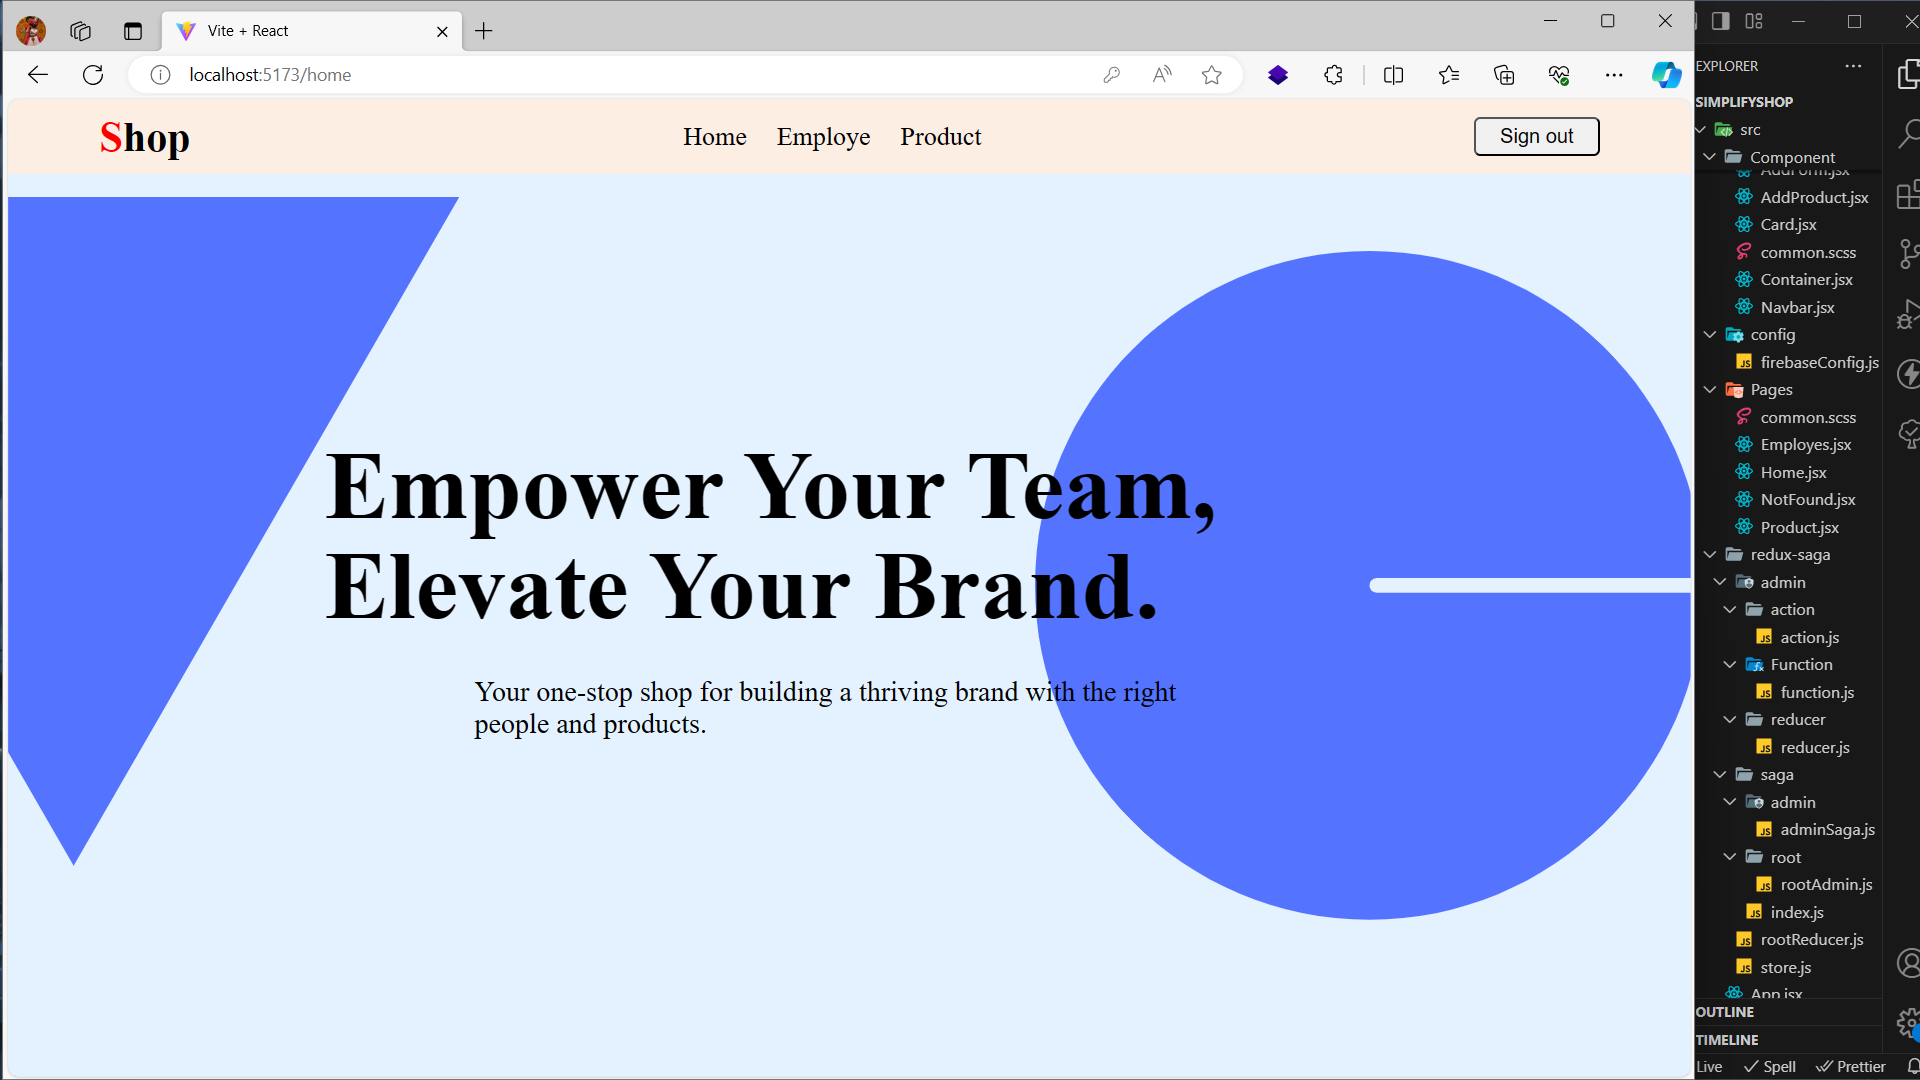 Vite + React
localhost:5173/home
Shop
Home Employe Product
Sign out
Empower Your Team,
Elevate Your Brand.
Your one-stop shop for building a thriving brand with the right
people and products.
EXPLORER
SIMPLIFYSHOP
src
Component
AddForm.jsx
AddProduct.jsx
Card.jsx
common.scss
Container.jsx
Navbar.jsx
config
firebaseConfig.js
Pages
common.scss
Employes.jsx
Home.jsx
NotFound.jsx
Product.jsx
redux-saga
admin
action
action.js
Function
function.js
reducer
reducer.js
saga
admin
adminSaga.js
root
rootAdmin.js
index.js
rootReducer.js
store.js
App.jsx
OUTLINE
TIMELINE
Live Spell Prettier